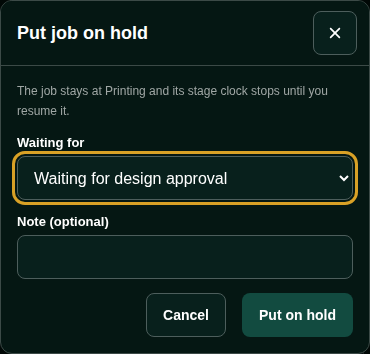 Put job on hold
The job stays at Printing and its stage clock stops until you
resume it.
Waiting for
Waiting for design approval
Note (optional)
Cancel
Put on hold